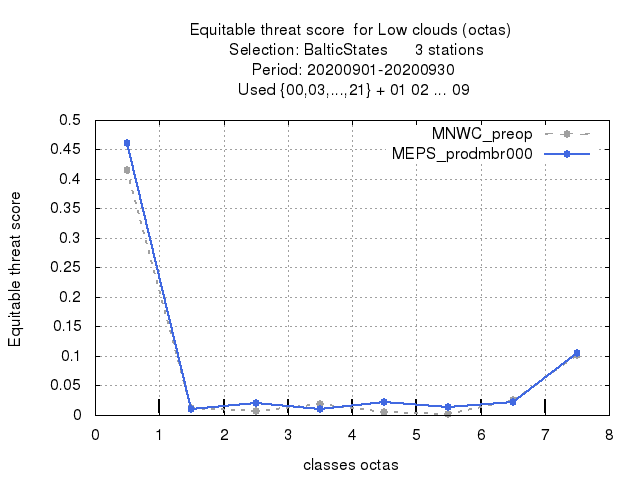 Equitable threat score  for Low clouds (octas)
Selection: BalticStates      3 stations
Period: 20200901-20200930
Used {00,03,...,21} + 01 02 ... 09
MNWC_preop
MEPS_prodmbr000
Equitable threat score
0.5
0.45
0.4
0.35
0.3
0.25
0.2
0.15
0.1
0.05
0
0 1 2 3 4 5 6 7 8
classes octas